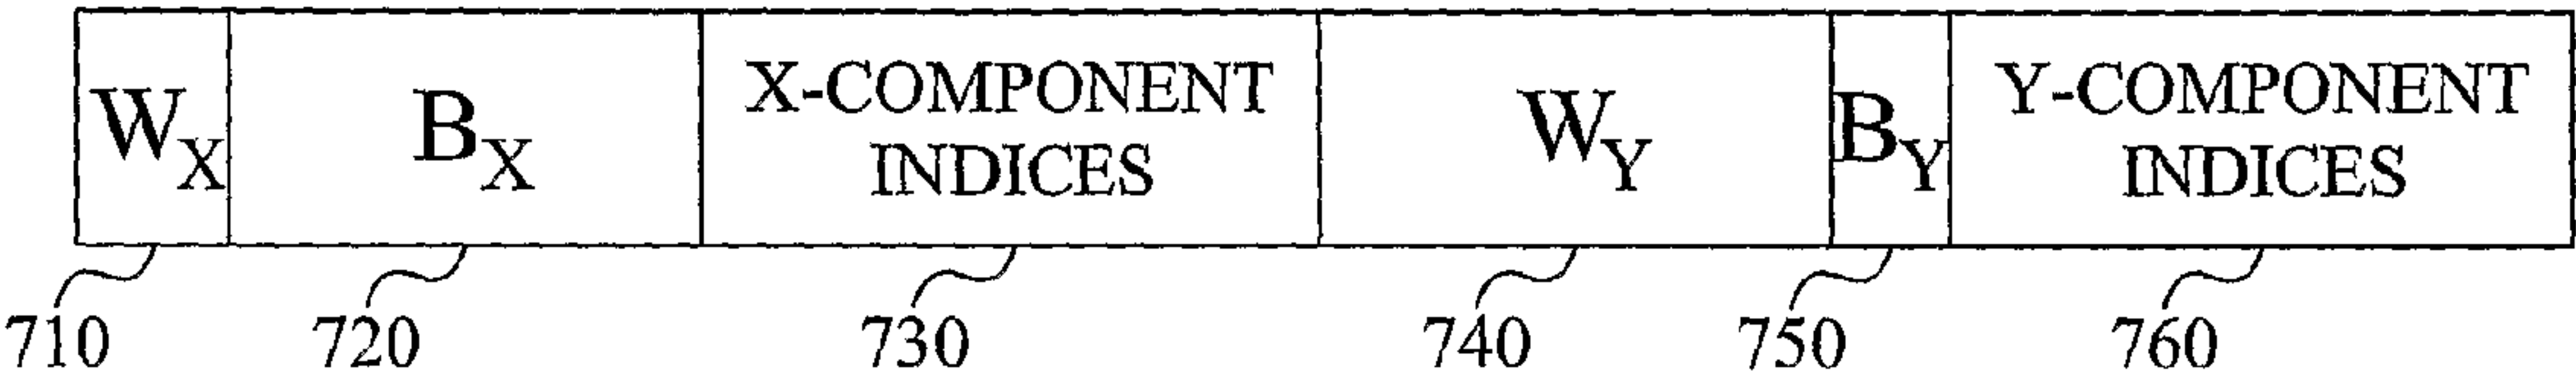 W_X B_X X-COMPONENT INDICES W_Y B_Y Y-COMPONENT INDICES
710 720 730 740 750 760